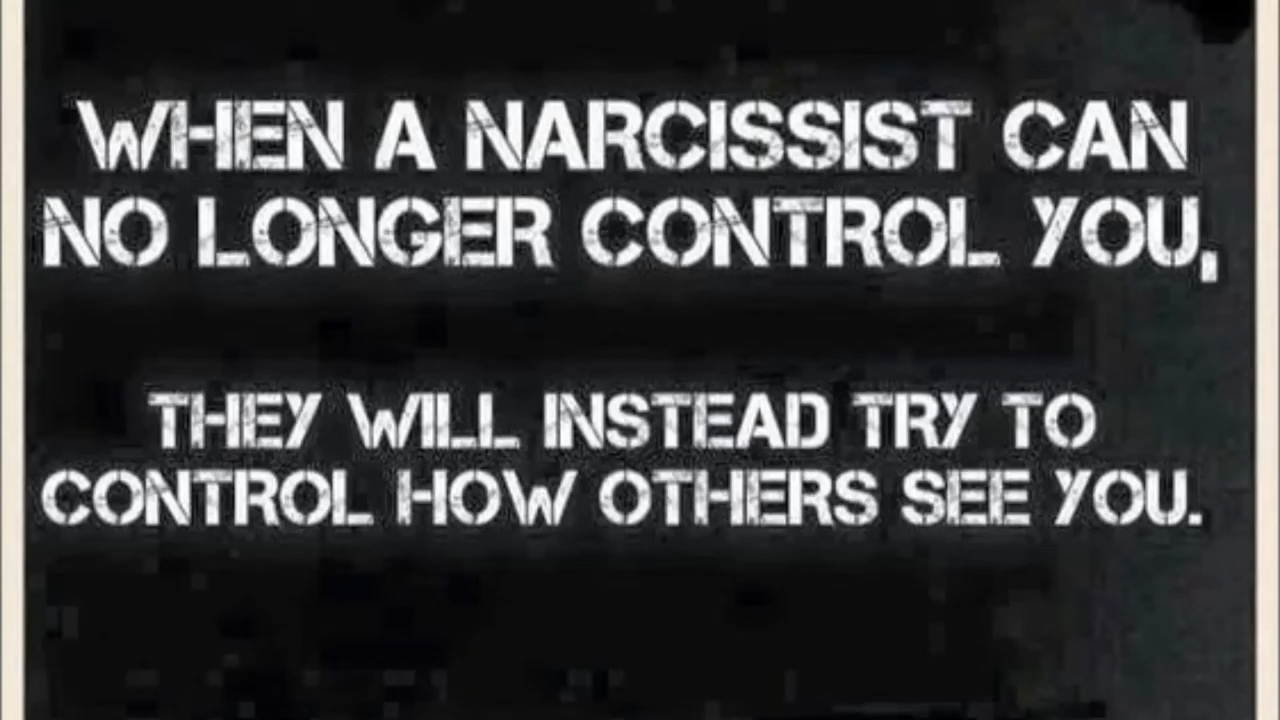 WHEN A NARCISSIST CAN
NO LONGER CONTROL YOU,
THEY WILL INSTEAD TRY TO
CONTROL HOW OTHERS SEE YOU.